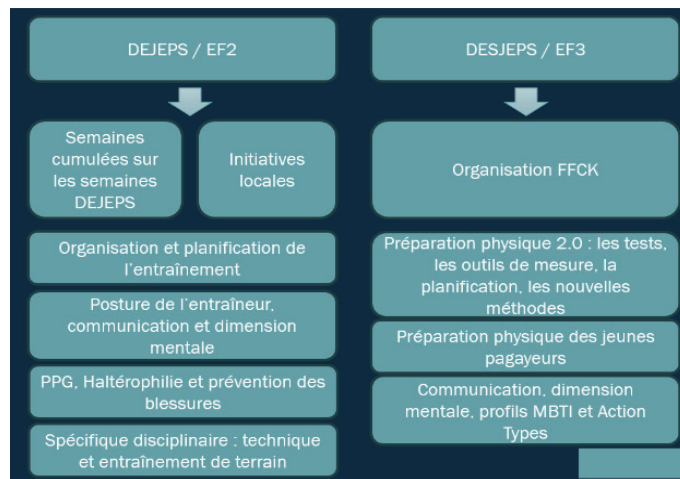 DEJEPS / EF2
Semaines
cumulées sur
les semaines
DEJEPS
Initiatives
locales
Organisation et planification de
l'entraînement
Posture de l'entraîneur,
communication et dimension
mentale
PPG, Haltérophilie et prévention des
blessures
Spécifique disciplinaire : technique
et entraînement de terrain
DESJEPS / EF3
Organisation FFCK
Préparation physique 2.0 : les tests,
les outils de mesure, la
planification, les nouvelles
méthodes
Préparation physique des jeunes
pagayeurs
Communication, dimension
mentale, profils MBTI et Action
Types